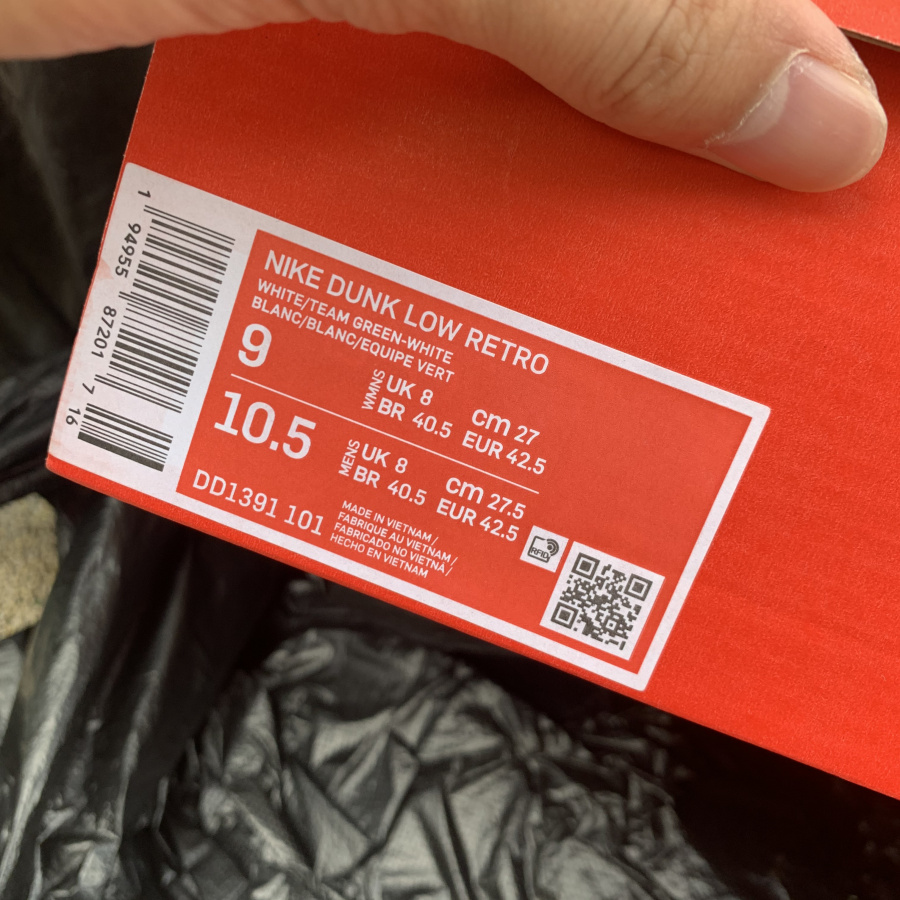 NIKE DUNK LOW RETRO
WHITE/TEAM GREEN-WHITE
BLANC/BLANC/EQUIPE VERT
9
WMNS
UK 8
cm 27
BR 40.5
EUR 42.5
10.5
MENS
UK 8
cm 27.5
BR 40.5
EUR 42.5
DD1391 101
MADE IN VIETNAM/
FABRIQUE AU VIETNAM/
FABRICADO NO VIETNÃ/
HECHO EN VIETNAM
RFID
1 94955 87201 7 16